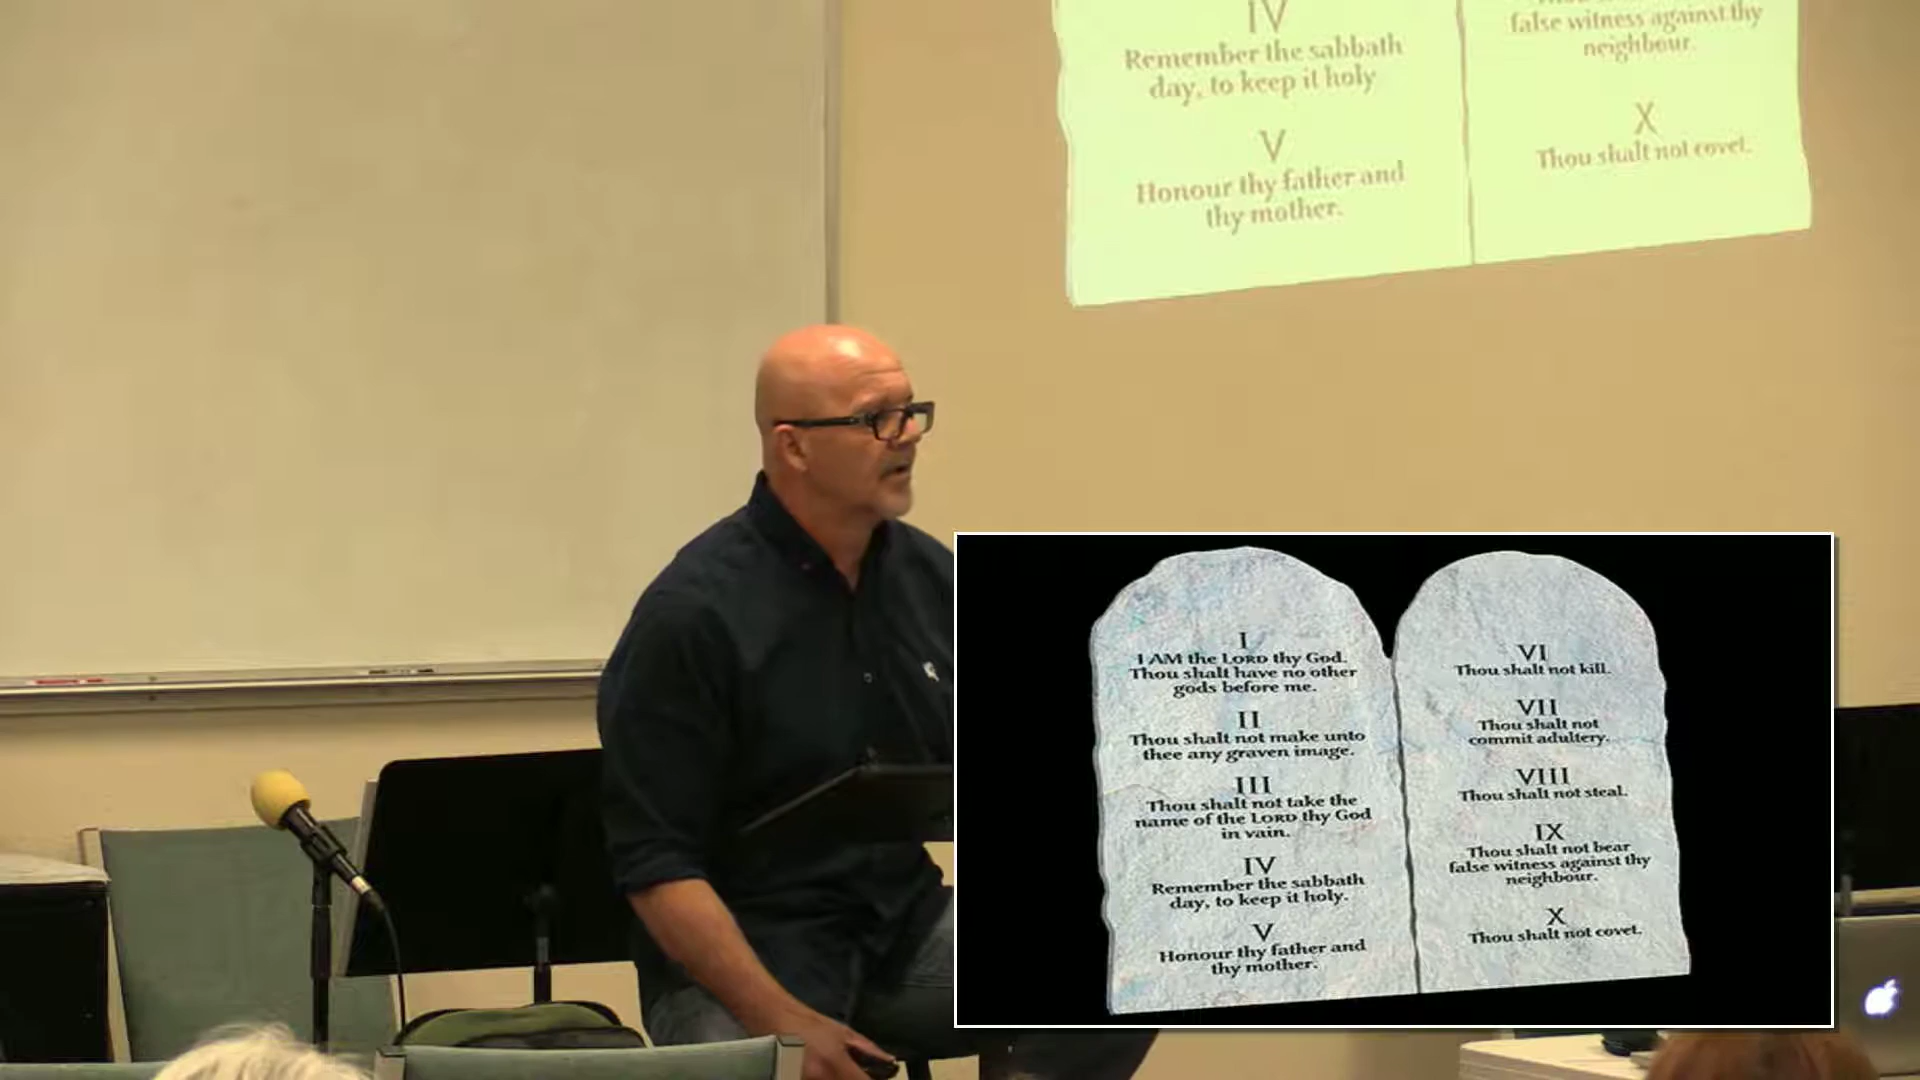 IV
Remember the sabbath
day, to keep it holy
V
Honour thy father and
thy mother.
false witness against thy
neighbour.
X
Thou shalt not covet.
I
I AM the LORD thy God.
Thou shalt have no other
gods before me.
II
Thou shalt not make unto
thee any graven image.
III
Thou shalt not take the
name of the LORD thy God
in vain.
IV
Remember the sabbath
day, to keep it holy.
V
Honour thy father and
thy mother.
VI
Thou shalt not kill.
VII
Thou shalt not
commit adultery.
VIII
Thou shalt not steal.
IX
Thou shalt not bear
false witness against thy
neighbour.
X
Thou shalt not covet.